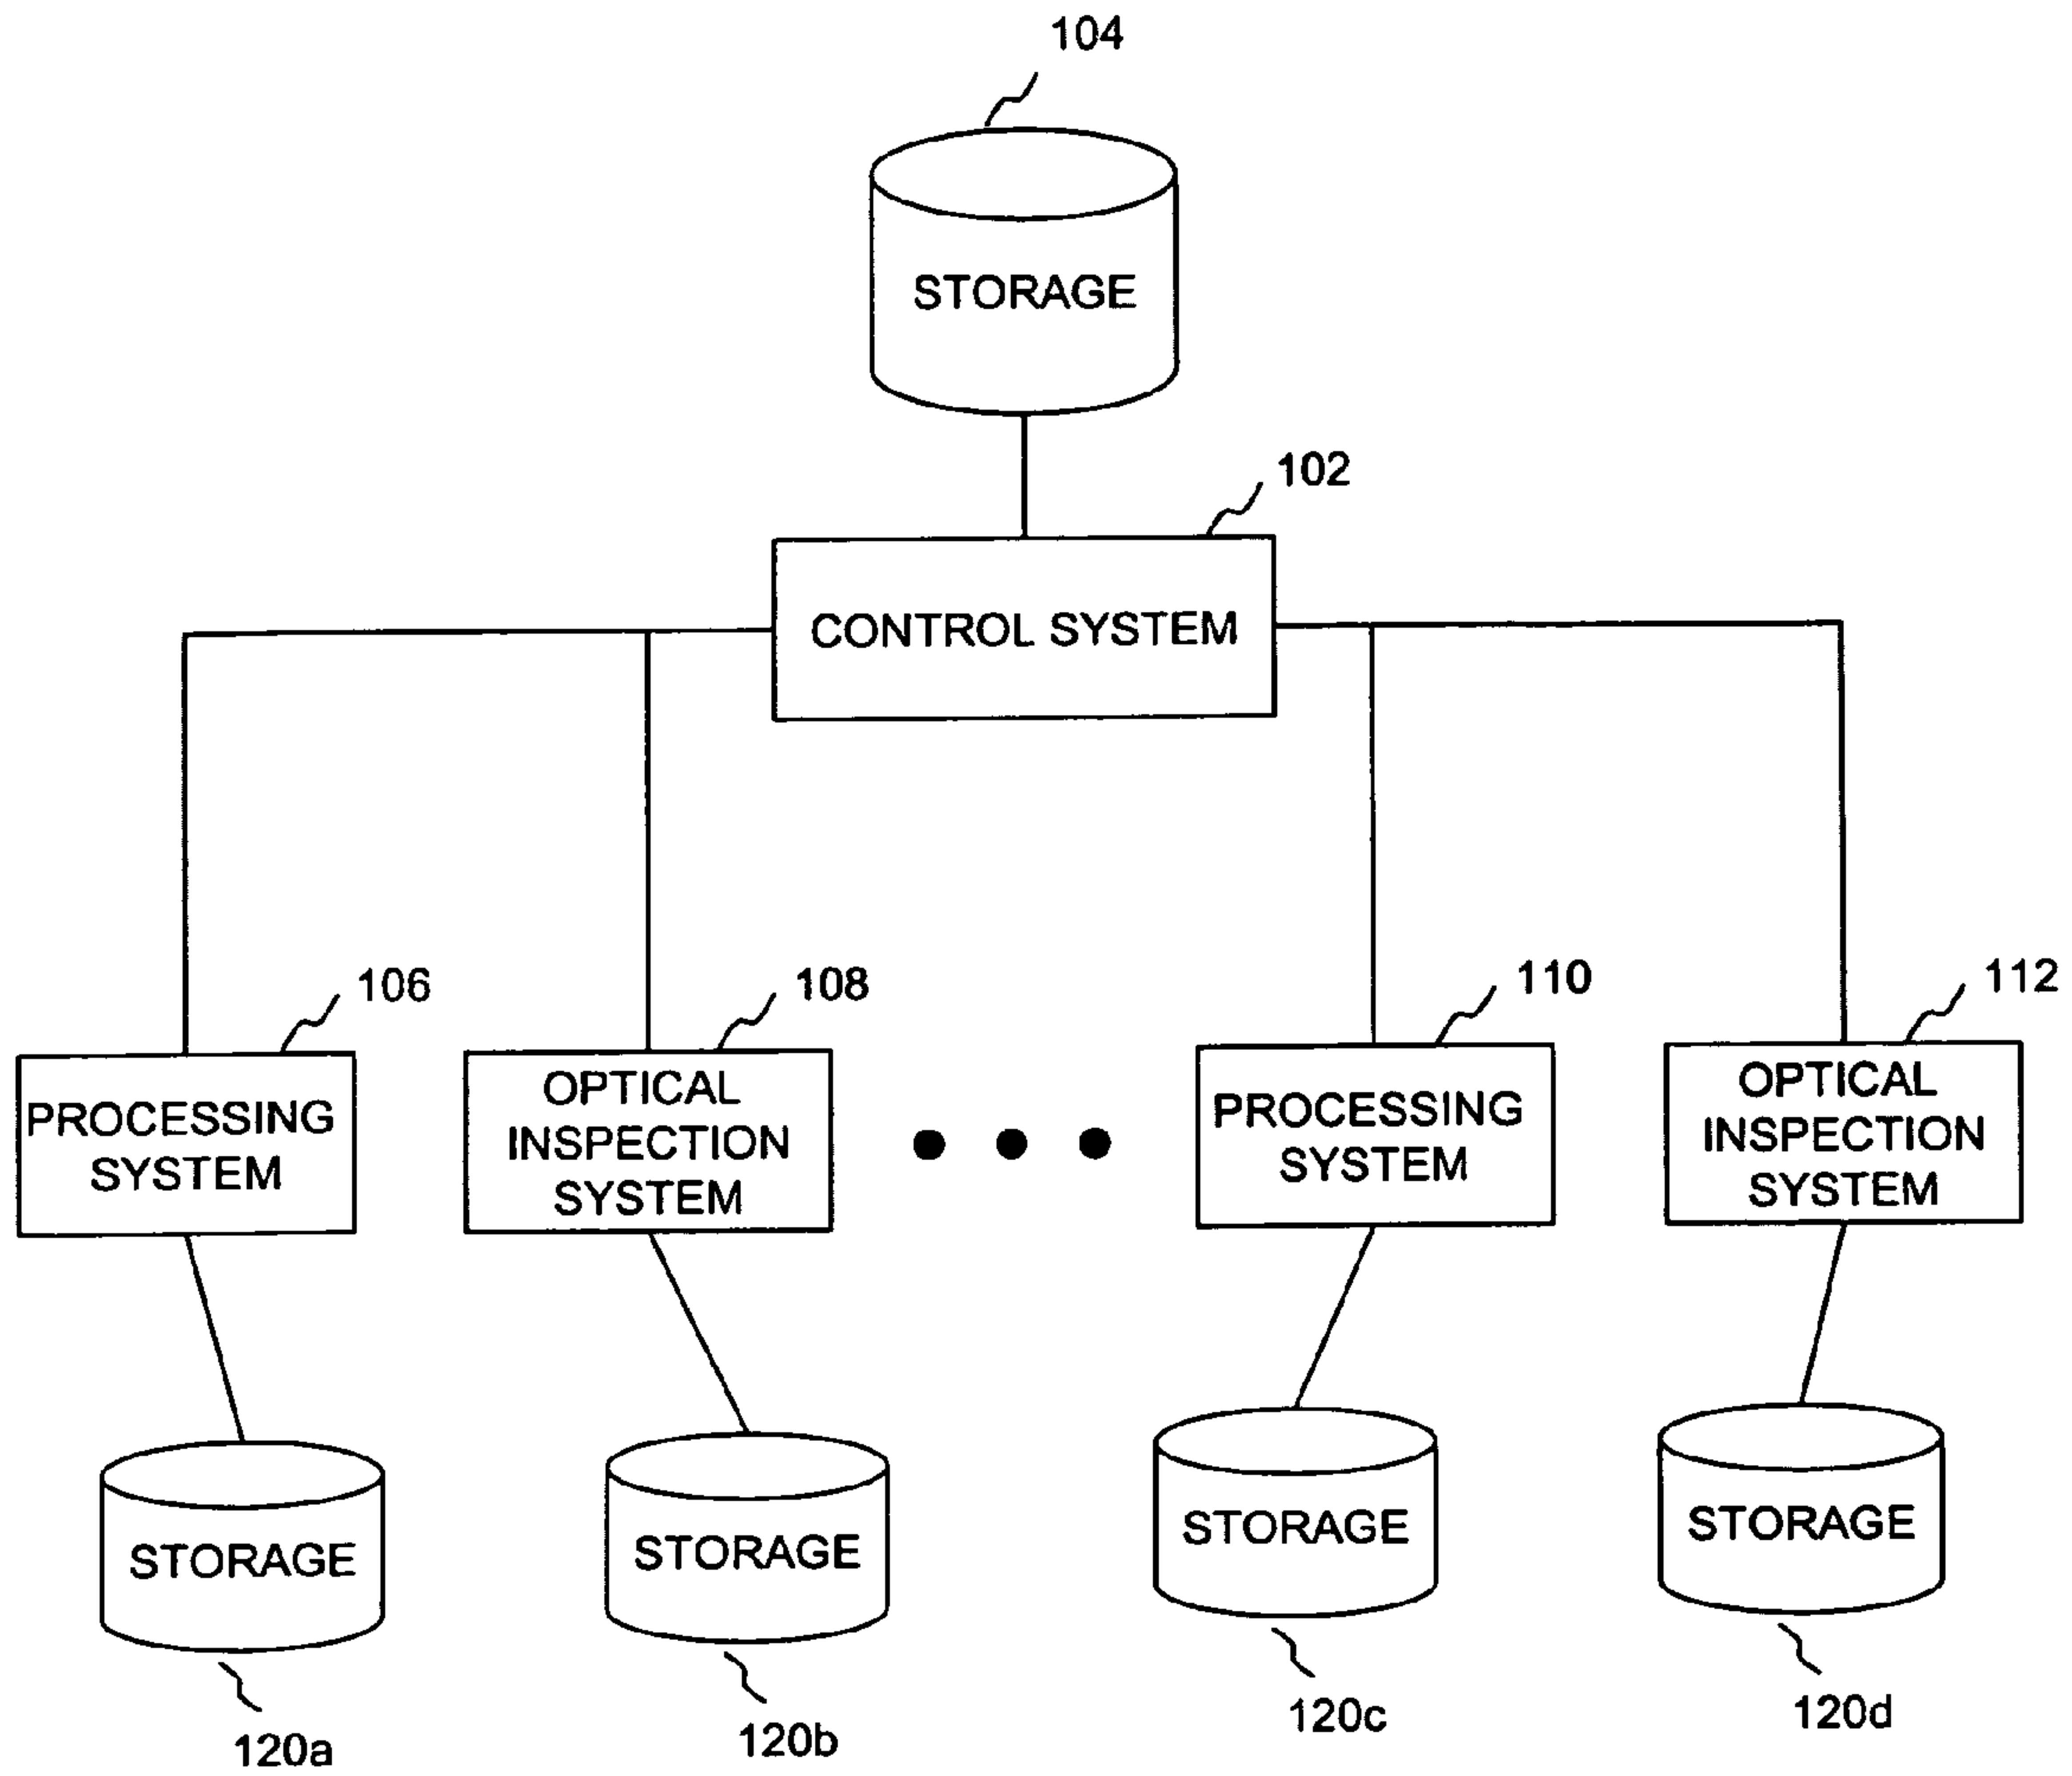 104
STORAGE
102
CONTROL SYSTEM
106
PROCESSING
SYSTEM
108
OPTICAL
INSPECTION
SYSTEM
110
PROCESSING
SYSTEM
112
OPTICAL
INSPECTION
SYSTEM
STORAGE
120a
STORAGE
120b
STORAGE
120c
STORAGE
120d